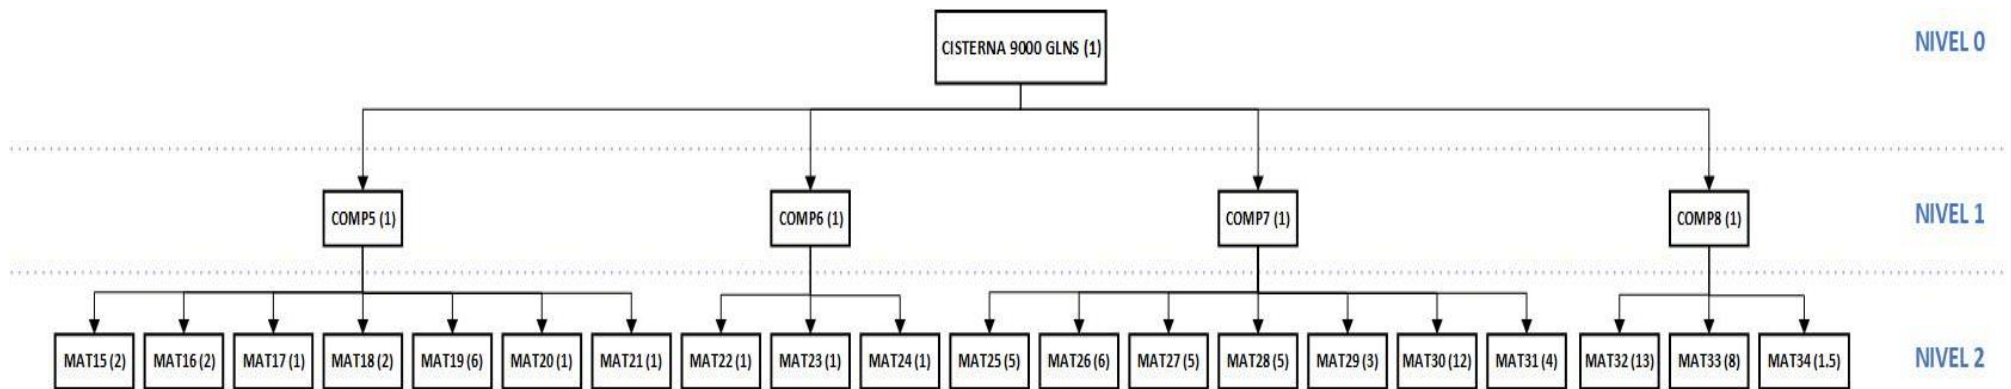 CISTERNA 9000 GLNS (1)
NIVEL 0
COMP5 (1)
COMP6 (1)
COMP7 (1)
COMP8 (1)
NIVEL 1
MAT15 (2)
MAT16 (2)
MAT17 (1)
MAT18 (2)
MAT19 (6)
MAT20 (1)
MAT21 (1)
MAT22 (1)
MAT23 (1)
MAT24 (1)
MAT25 (5)
MAT26 (6)
MAT27 (5)
MAT28 (5)
MAT29 (3)
MAT30 (12)
MAT31 (4)
MAT32 (13)
MAT33 (8)
MAT34 (1.5)
NIVEL 2